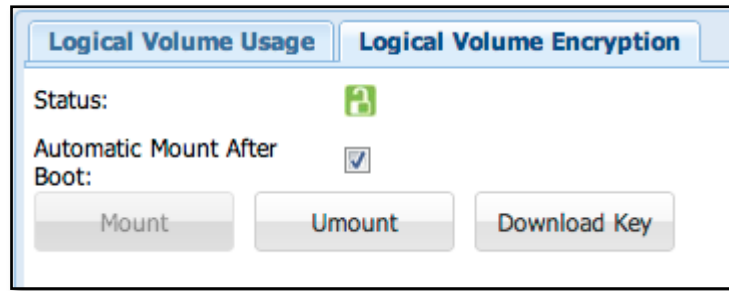 Logical Volume Usage Logical Volume Encryption
Status:
Automatic Mount After
Boot:
Mount Umount Download Key